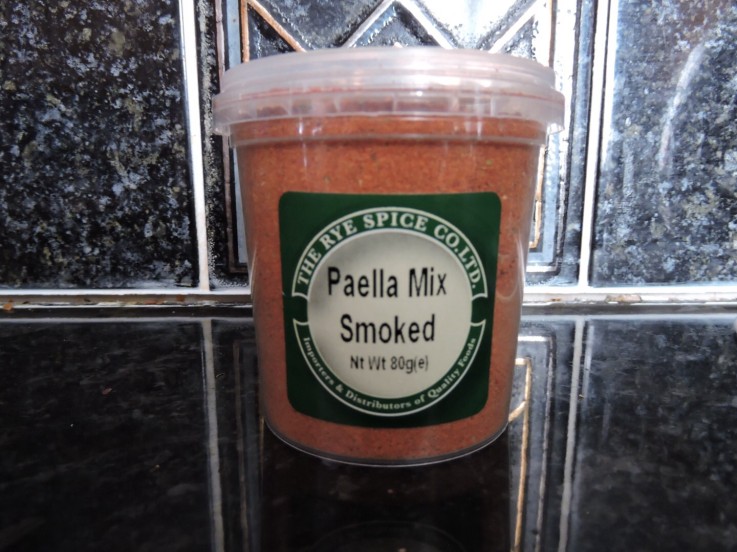 THE RYE SPICE CO.LTD.
Paella Mix
Smoked
Nt Wt 80g(e)
Importers & Distributors of Quality Foods